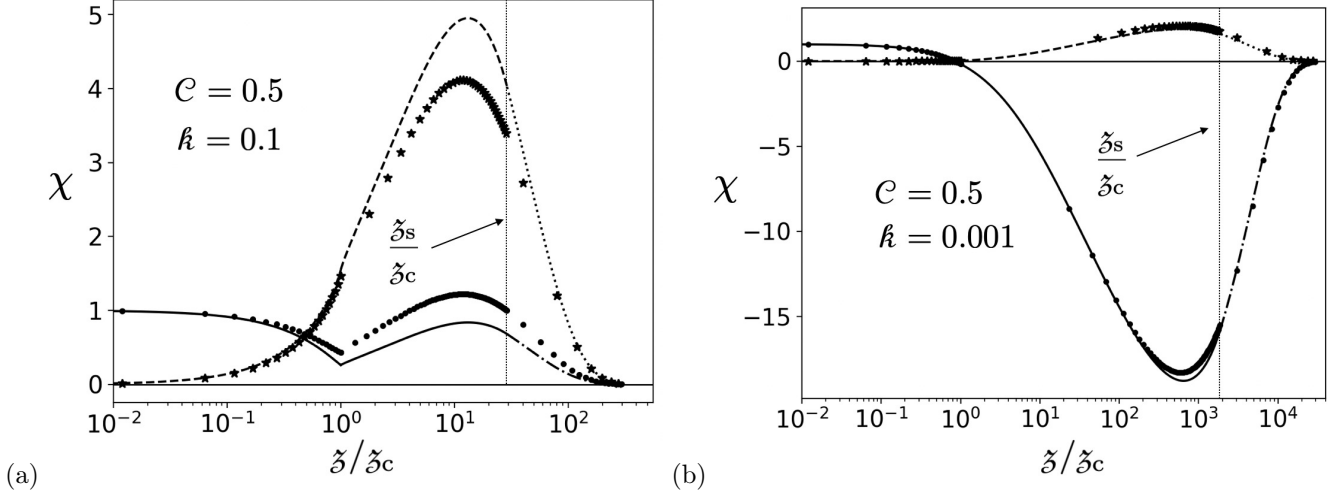 5
4
3
2
1
0
χ
𝒞 = 0.5
𝓀 = 0.1
𝓏s
𝓏c
10⁻² 10⁻¹ 10⁰ 10¹ 10²
𝓏/𝓏c
(a)
0
−5
−10
−15
χ
𝓏s
𝓏c
𝒞 = 0.5
𝓀 = 0.001
10⁻² 10⁻¹ 10⁰ 10¹ 10² 10³ 10⁴
𝓏/𝓏c
(b)